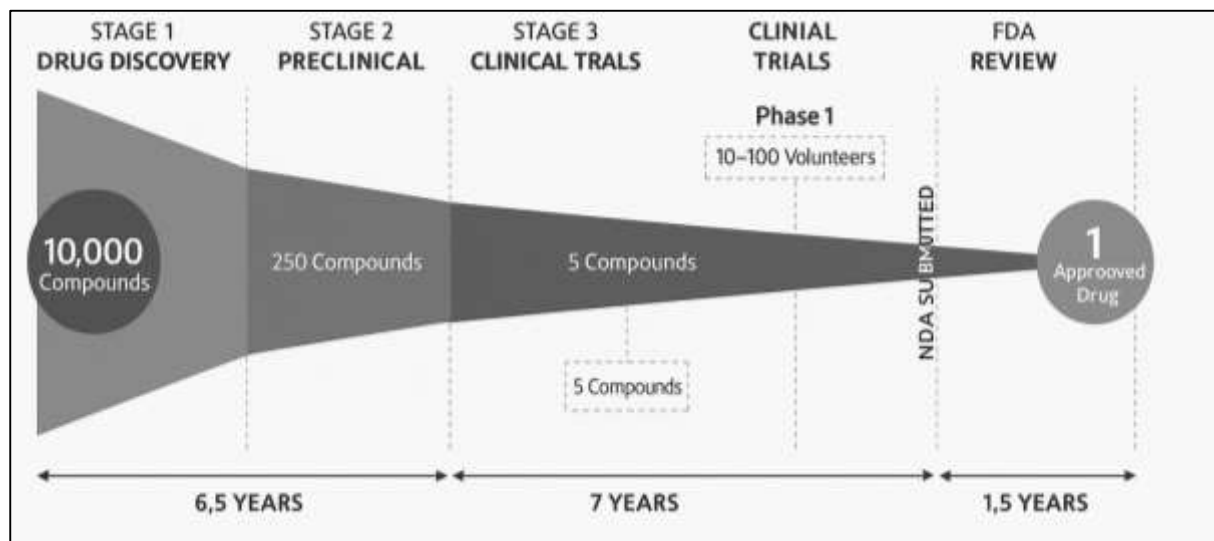 STAGE 1
DRUG DISCOVERY
STAGE 2
PRECLINICAL
STAGE 3
CLINICAL TRALS
CLINIAL
TRIALS
FDA
REVIEW
Phase 1
10–100 Volunteers
10,000
Compounds
250 Compounds
5 Compounds
5 Compounds
NDA SUBMUTTED
1
Approoved
Drug
6,5 YEARS
7 YEARS
1,5 YEARS